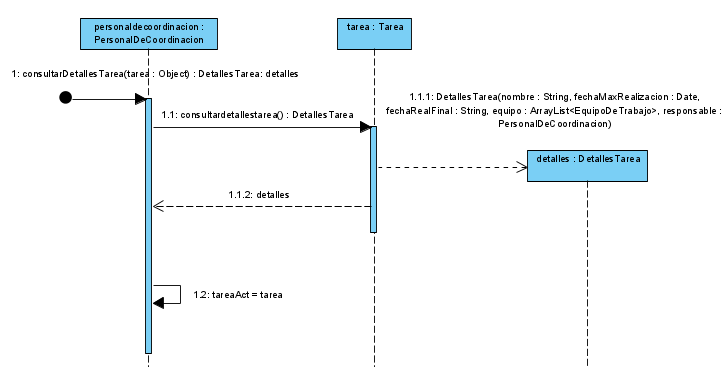 personaldecoordinacion :
PersonalDeCoordinacion
tarea : Tarea
1: consultarDetallesTarea(tarea : Object) : DetallesTarea: detalles
1.1: consultardetallestarea() : DetallesTarea
1.1.1: DetallesTarea(nombre : String, fechaMaxRealizacion : Date,
fechaRealFinal : String, equipo : ArrayList<EquipoDeTrabajo>, responsable :
PersonalDeCoordinacion)
detalles : DetallesTarea
1.1.2: detalles
1.2: tareaAct = tarea